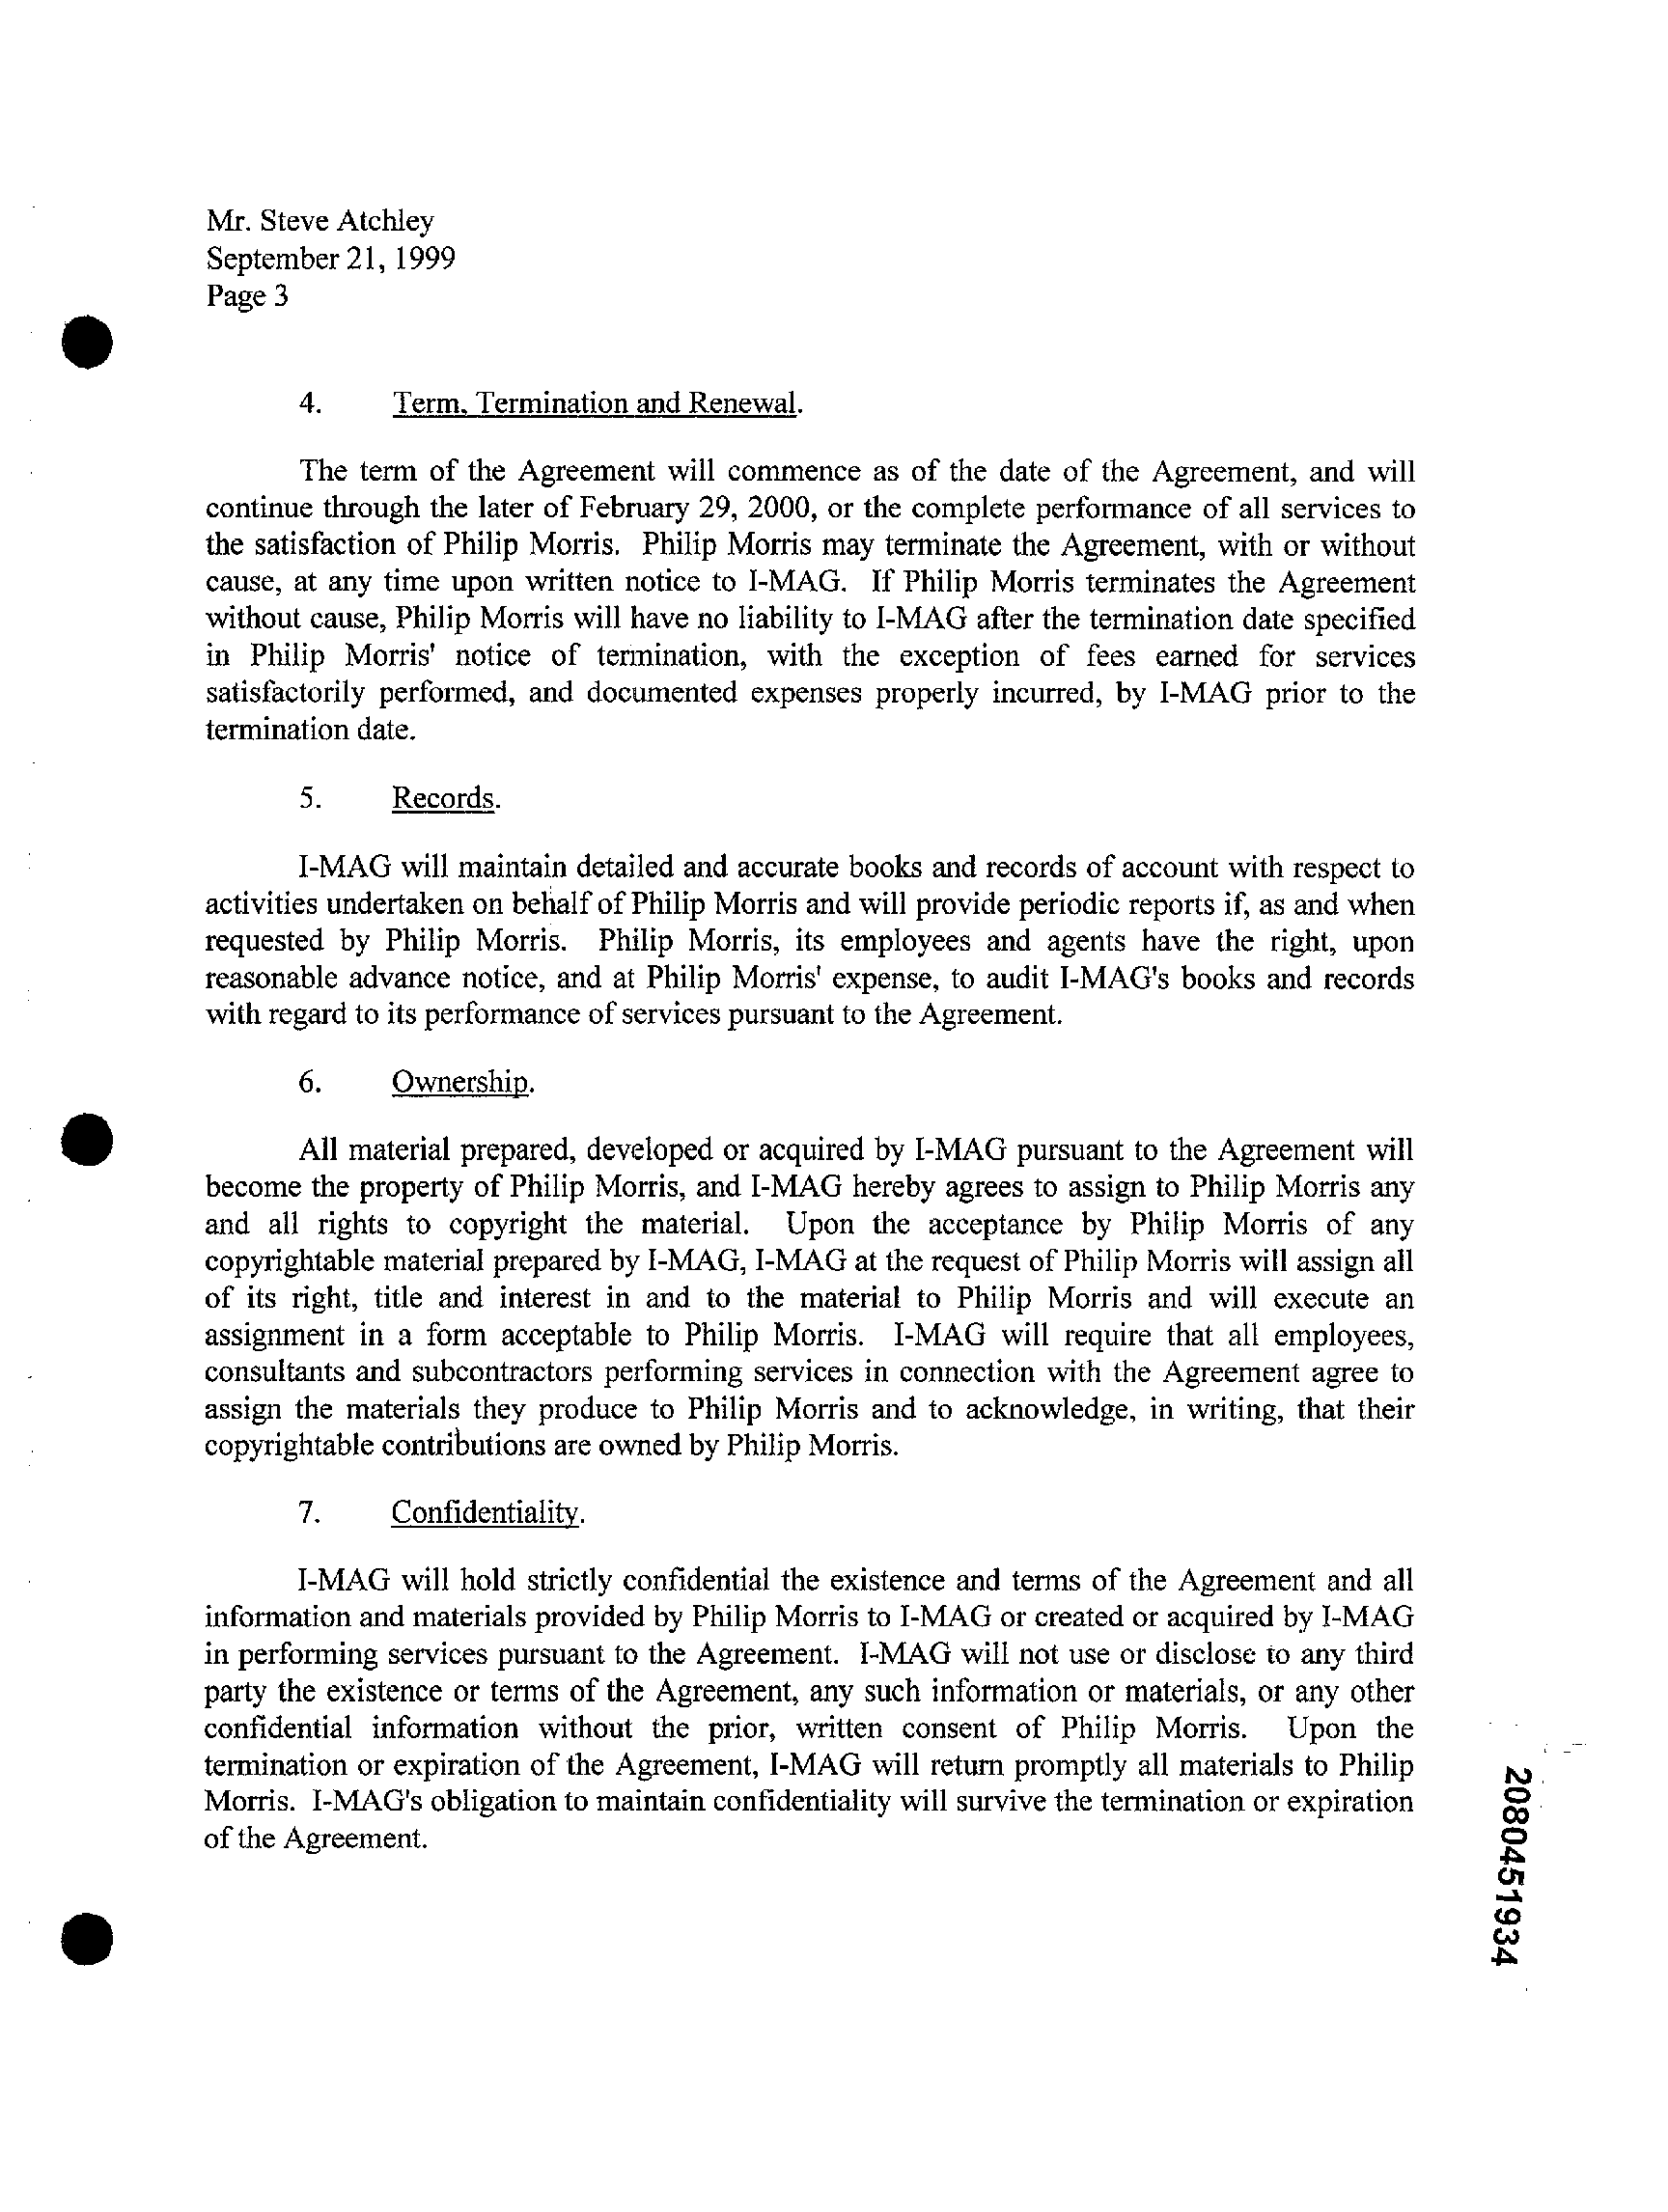 Mr. Steve Atchley
September 21, 1999
Page 3
4. Term, Termination and Renewal.
The term of the Agreement will commence as of the date of the Agreement, and will
continue through the later of February 29, 2000, or the complete performance of all services to
the satisfaction of Philip Morris. Philip Morris may terminate the Agreement, with or without
cause, at any time upon written notice to I-MAG. If Philip Morris terminates the Agreement
without cause, Philip Morris will have no liability to I-MAG after the termination date specified
in Philip Morris' notice of termination, with the exception of fees earned for services
satisfactorily performed, and documented expenses properly incurred, by I-MAG prior to the
termination date.
5. Records.
I-MAG will maintain detailed and accurate books and records of account with respect to
activities undertaken on behalf of Philip Morris and will provide periodic reports if, as and when
requested by Philip Morris. Philip Morris, its employees and agents have the right, upon
reasonable advance notice, and at Philip Morris' expense, to audit I-MAG's books and records
with regard to its performance of services pursuant to the Agreement.
6. Ownership.
All material prepared, developed or acquired by I-MAG pursuant to the Agreement will
become the property of Philip Morris, and I-MAG hereby agrees to assign to Philip Morris any
and all rights to copyright the material. Upon the acceptance by Philip Morris of any
copyrightable material prepared by I-MAG, I-MAG at the request of Philip Morris will assign all
of its right, title and interest in and to the material to Philip Morris and will execute an
assignment in a form acceptable to Philip Morris. I-MAG will require that all employees,
consultants and subcontractors performing services in connection with the Agreement agree to
assign the materials they produce to Philip Morris and to acknowledge, in writing, that their
copyrightable contributions are owned by Philip Morris.
7. Confidentiality.
I-MAG will hold strictly confidential the existence and terms of the Agreement and all
information and materials provided by Philip Morris to I-MAG or created or acquired by I-MAG
in performing services pursuant to the Agreement. I-MAG will not use or disclose to any third
party the existence or terms of the Agreement, any such information or materials, or any other
confidential information without the prior, written consent of Philip Morris. Upon the
termination or expiration of the Agreement, I-MAG will return promptly all materials to Philip
Morris. I-MAG's obligation to maintain confidentiality will survive the termination or expiration
of the Agreement.
2080451934